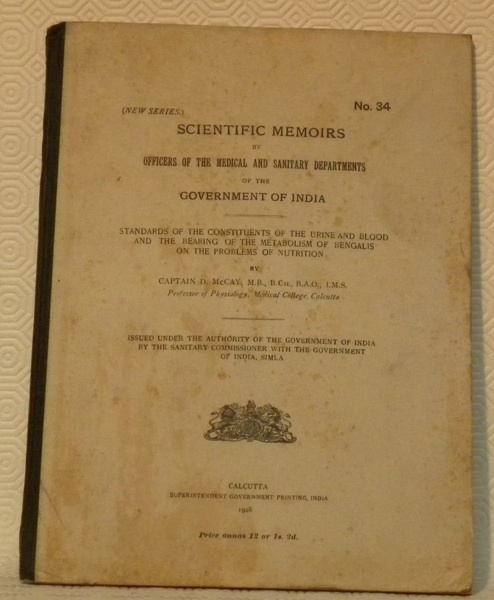 (NEW SERIES.)
No. 34
SCIENTIFIC MEMOIRS
BY
OFFICERS OF THE MEDICAL AND SANITARY DEPARTMENTS
OF THE
GOVERNMENT OF INDIA
STANDARDS OF THE CONSTITUENTS OF THE URINE AND BLOOD
AND THE BEARING OF THE METABOLISM OF BENGALIS
ON THE PROBLEMS OF NUTRITION
BY
CAPTAIN D. McCAY, M.B., B.Ch., B.A.O., I.M.S.
Professor of Physiology, Medical College, Calcutta
ISSUED UNDER THE AUTHORITY OF THE GOVERNMENT OF INDIA
BY THE SANITARY COMMISSIONER WITH THE GOVERNMENT
OF INDIA, SIMLA
CALCUTTA
SUPERINTENDENT GOVERNMENT PRINTING, INDIA
1908
Price annas 12 or 1s. 2d.